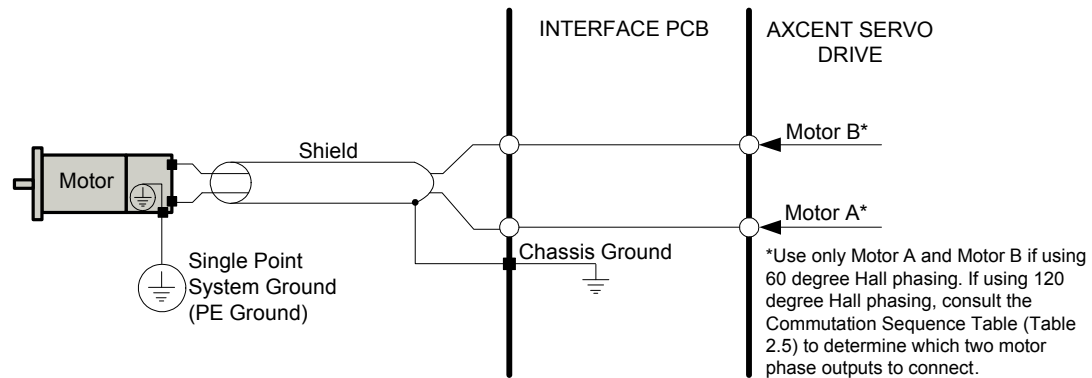 INTERFACE PCB
AXCENT SERVO
DRIVE
Motor B*
Shield
Motor
Motor A*
Chassis Ground
Single Point
System Ground
(PE Ground)
*Use only Motor A and Motor B if using
60 degree Hall phasing. If using 120
degree Hall phasing, consult the
Commutation Sequence Table (Table
2.5) to determine which two motor
phase outputs to connect.